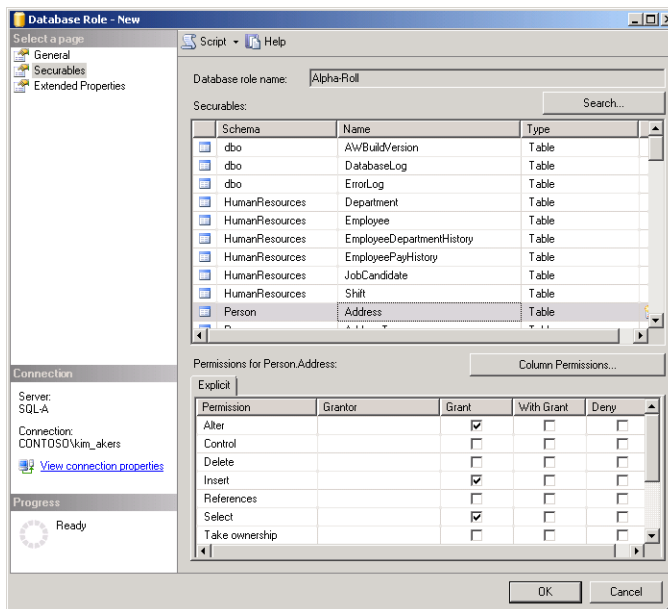 Database Role - New
Select a page
General
Securables
Extended Properties
Script Help
Database role name: Alpha-Roll
Securables:
Search...
Schema Name Type
dbo AWBuildVersion Table
dbo DatabaseLog Table
dbo ErrorLog Table
HumanResources Department Table
HumanResources Employee Table
HumanResources EmployeeDepartmentHistory Table
HumanResources EmployeePayHistory Table
HumanResources JobCandidate Table
HumanResources Shift Table
Person Address Table
Connection
Server:
SQL-A
Connection:
CONTOSO\kim_akers
View connection properties
Progress
Ready
Permissions for Person.Address:
Column Permissions...
Explicit
Permission Grantor Grant With Grant Deny
Alter
Control
Delete
Insert
References
Select
Take ownership
OK Cancel